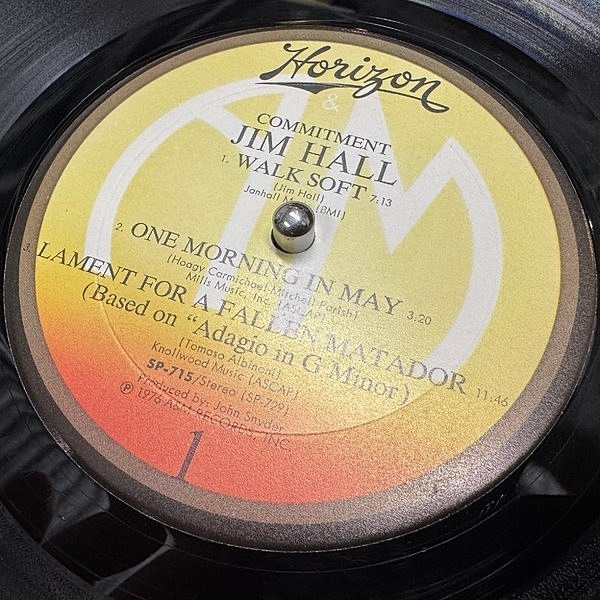 Horizon
A&M
COMMITMENT
JIM HALL
1. WALK SOFT 7:13
(Jim Hall)
Janhall Music (BMI)
2. ONE MORNING IN MAY 3:20
(Hoagy Carmichael-Mitchell Parish)
Mills Music, Inc. (ASCAP)
3. LAMENT FOR A FALLEN MATADOR 11:46
(Based on "Adagio in G Minor)
(Tomaso Albinoni)
Knollwood Music (ASCAP)
SP-715/Stereo (SP-729)
Produced by: John Snyder
℗ 1976 A&M RECORDS, INC.
1